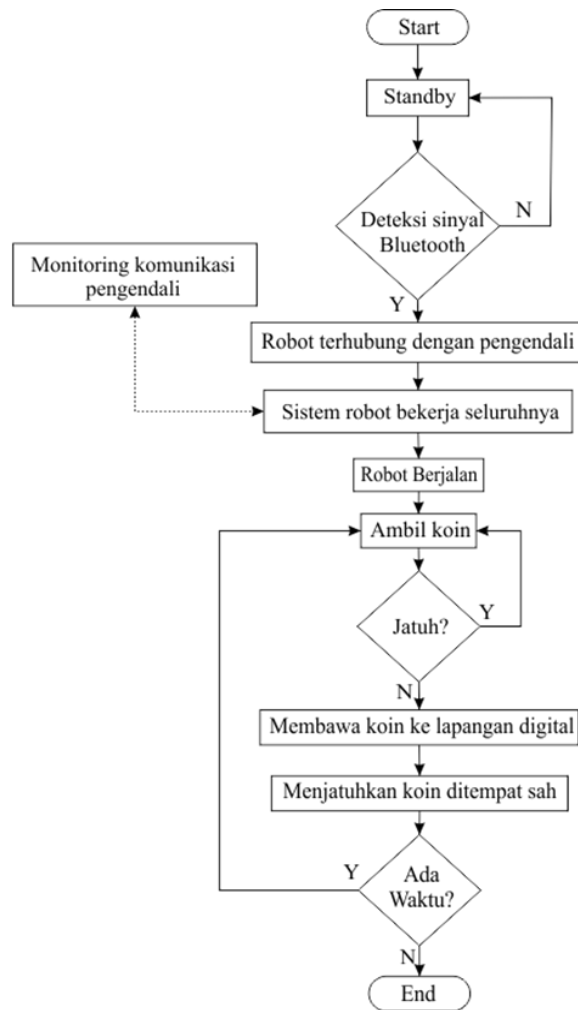 Start
Standby
Deteksi sinyal
Bluetooth
N
Y
Monitoring komunikasi
pengendali
Robot terhubung dengan pengendali
Sistem robot bekerja seluruhnya
Robot Berjalan
Ambil koin
Jatuh?
Y
N
Membawa koin ke lapangan digital
Menjatuhkan koin ditempat sah
Y
Ada
Waktu?
N
End